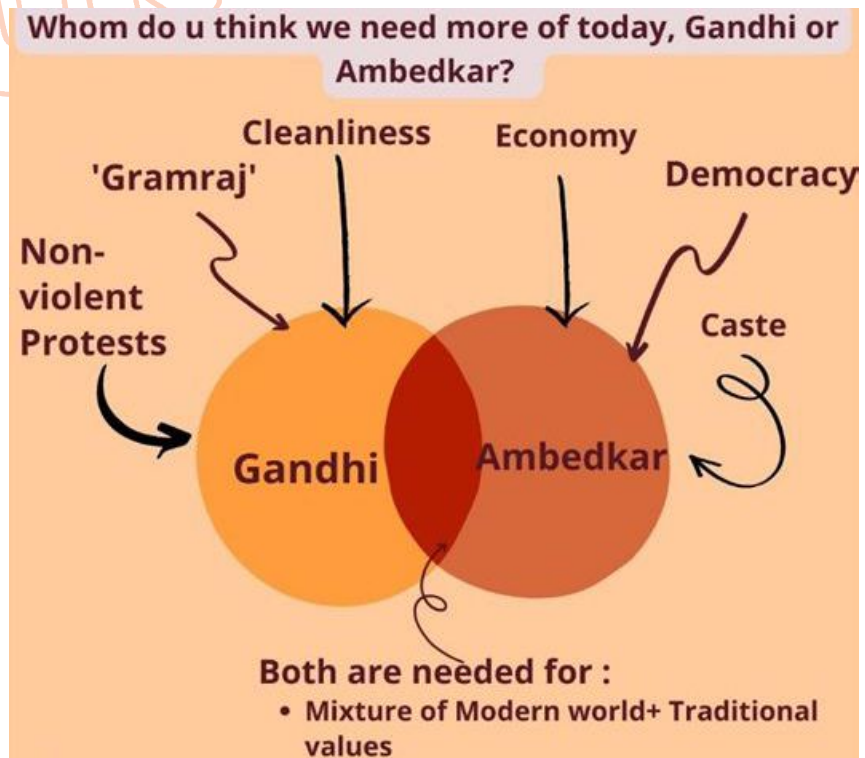 Whom do u think we need more of today, Gandhi or
Ambedkar?
Cleanliness
Economy
'Gramraj'
Democracy
Non-
violent
Protests
Caste
Gandhi
Ambedkar
Both are needed for :
• Mixture of Modern world+ Traditional
values